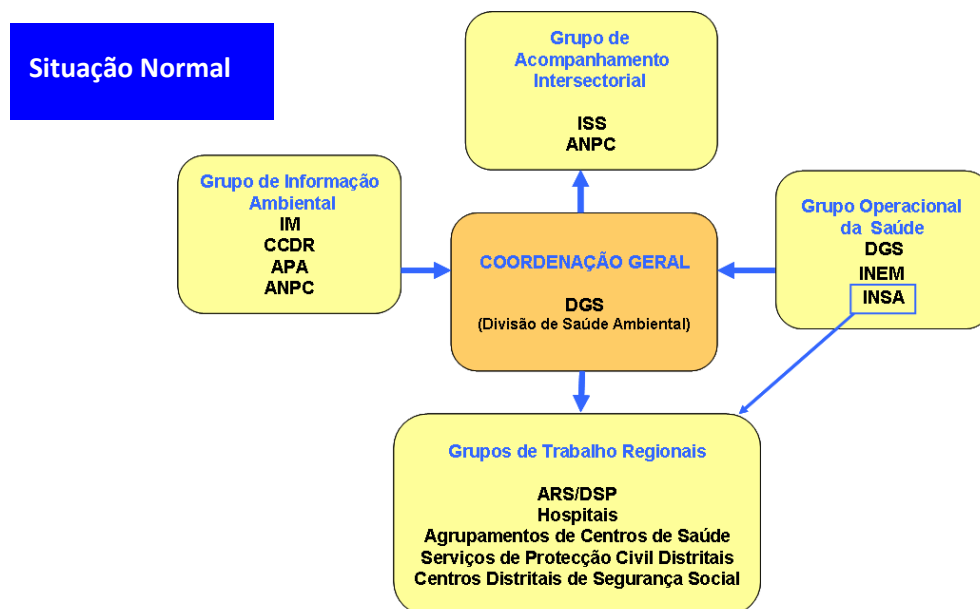 Situação Normal
Grupo de
Acompanhamento
Intersectorial
ISS
ANPC
Grupo de Informação
Ambiental
IM
CCDR
APA
ANPC
COORDENAÇÃO GERAL
DGS
(Divisão de Saúde Ambiental)
Grupo Operacional
da Saúde
DGS
INEM
INSA
Grupos de Trabalho Regionais
ARS/DSP
Hospitais
Agrupamentos de Centros de Saúde
Serviços de Protecção Civil Distritais
Centros Distritais de Segurança Social